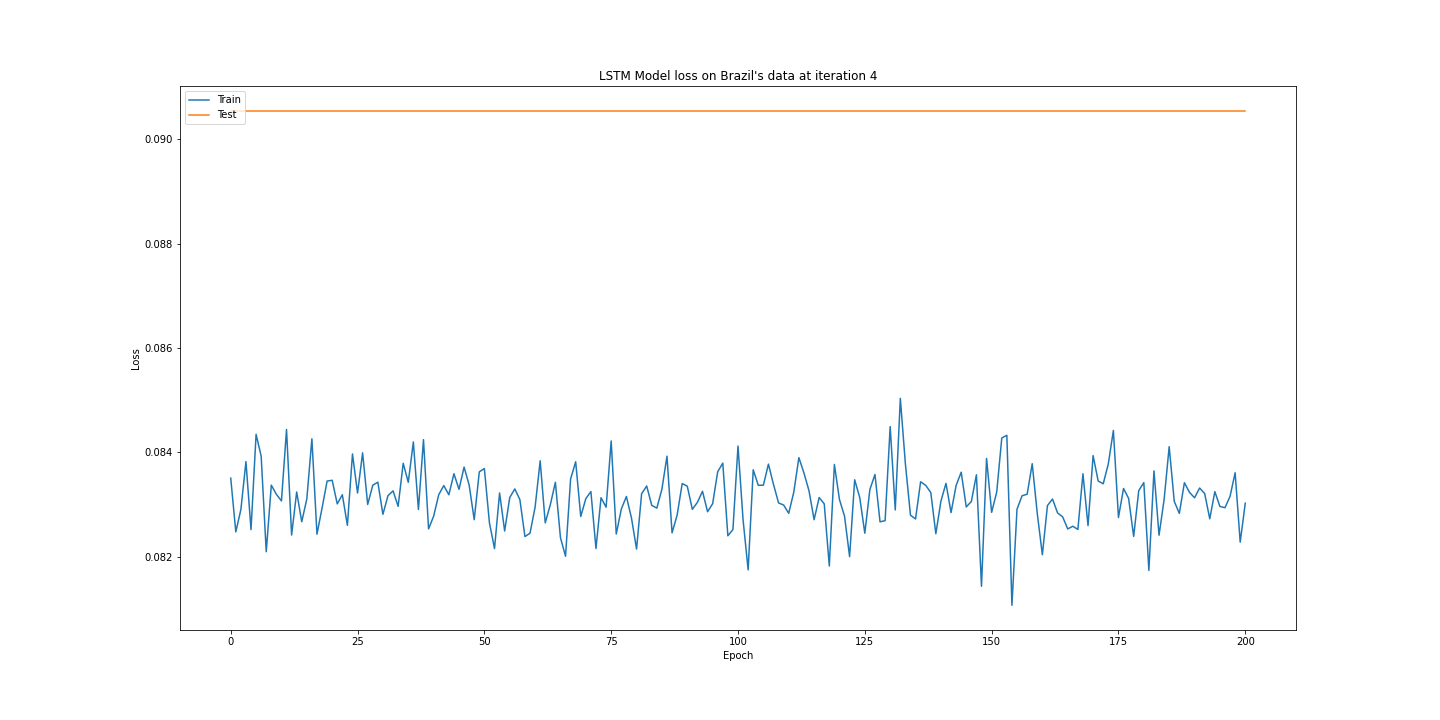 LSTM Model loss on Brazil's data at iteration 4
Train
Test
0.090
0.088
0.086
0.084
0.082
Loss
0 25 50 75 100 125 150 175 200
Epoch